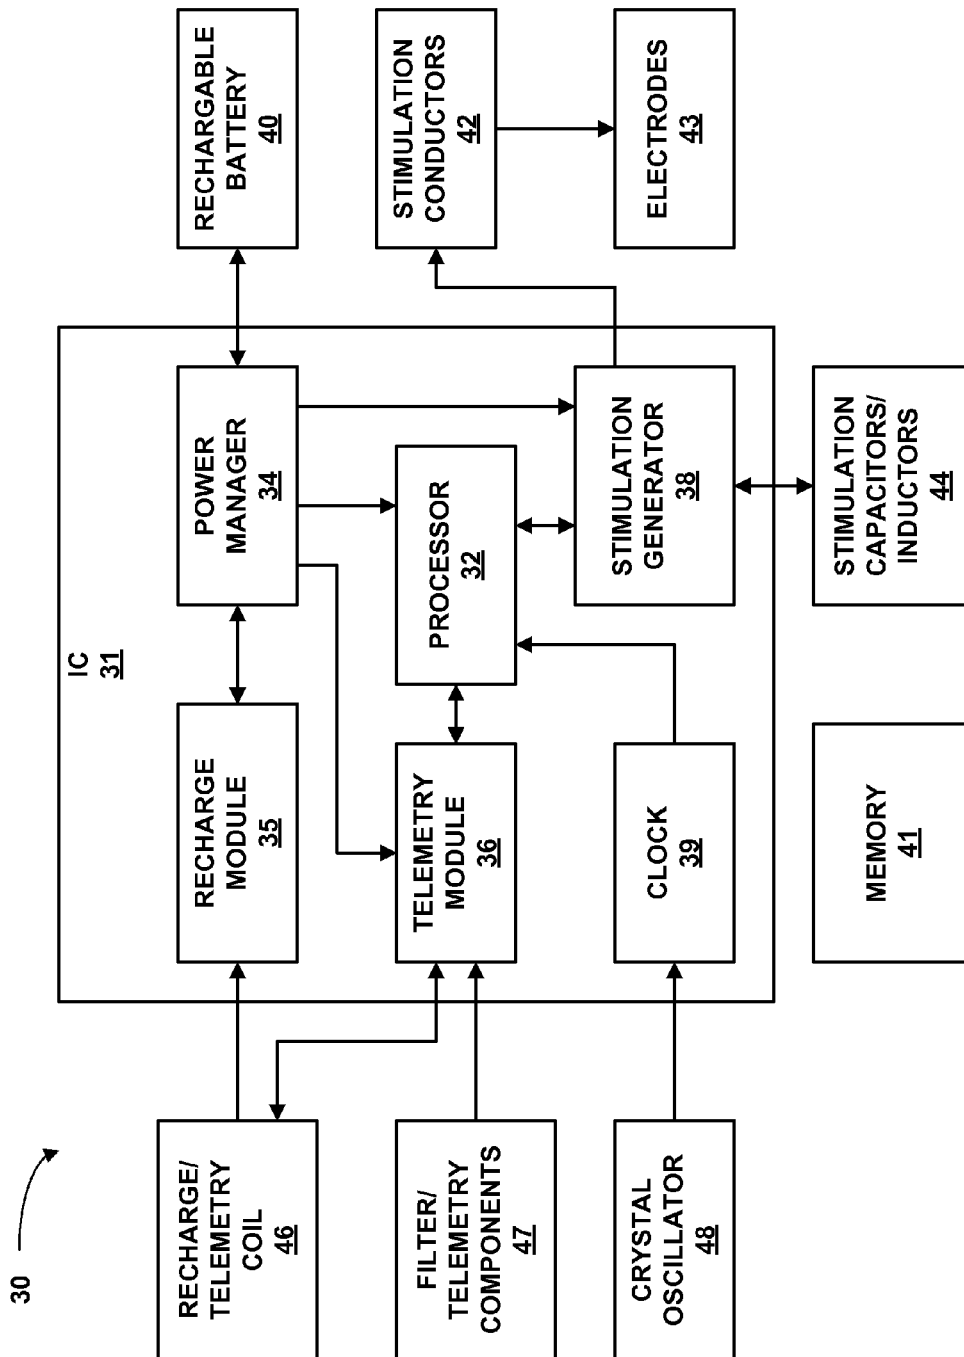 30
RECHARGE/
TELEMETRY
COIL
46
FILTER/
TELEMETRY
COMPONENTS
47
CRYSTAL
OSCILLATOR
48
IC
31
RECHARGE
MODULE
35
TELEMETRY
MODULE
36
CLOCK
39
POWER
MANAGER
34
PROCESSOR
32
STIMULATION
GENERATOR
38
RECHARGABLE
BATTERY
40
STIMULATION
CONDUCTORS
42
ELECTRODES
43
MEMORY
41
STIMULATION
CAPACITORS/
INDUCTORS
44